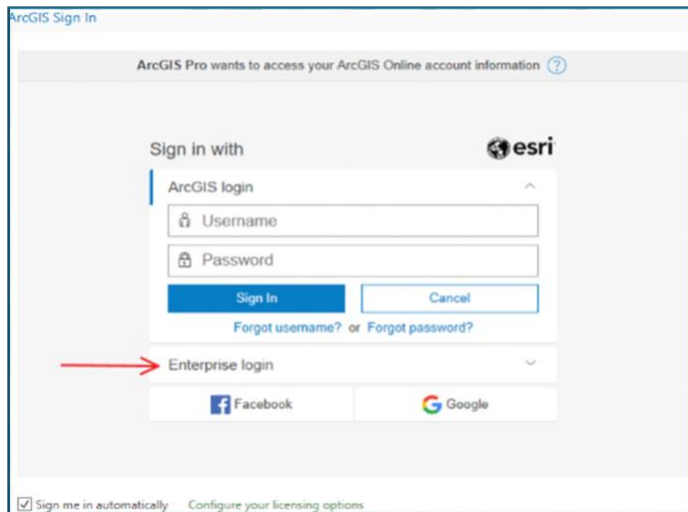 ArcGIS Sign In
ArcGIS Pro wants to access your ArcGIS Online account information ?
Sign in with esri
ArcGIS login
Username
Password
Sign In Cancel
Forgot username? or Forgot password?
Enterprise login
Facebook Google
Sign me in automatically Configure your licensing options